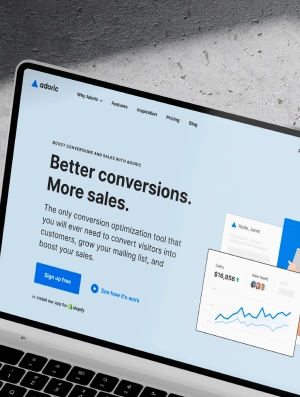 adoric
Why Adoric
Features
Inspiration
Pricing
Blog
BOOST CONVERSIONS AND SALES WITH ADORIC
Better conversions.
More sales.
The only conversion optimization tool that
you will ever need to convert visitors into
customers, grow your mailing list, and
boost your sales.
Sign up free
See how it's work
or install our app for shopify
Hello, Jane!
Sales
$16,856
New leads